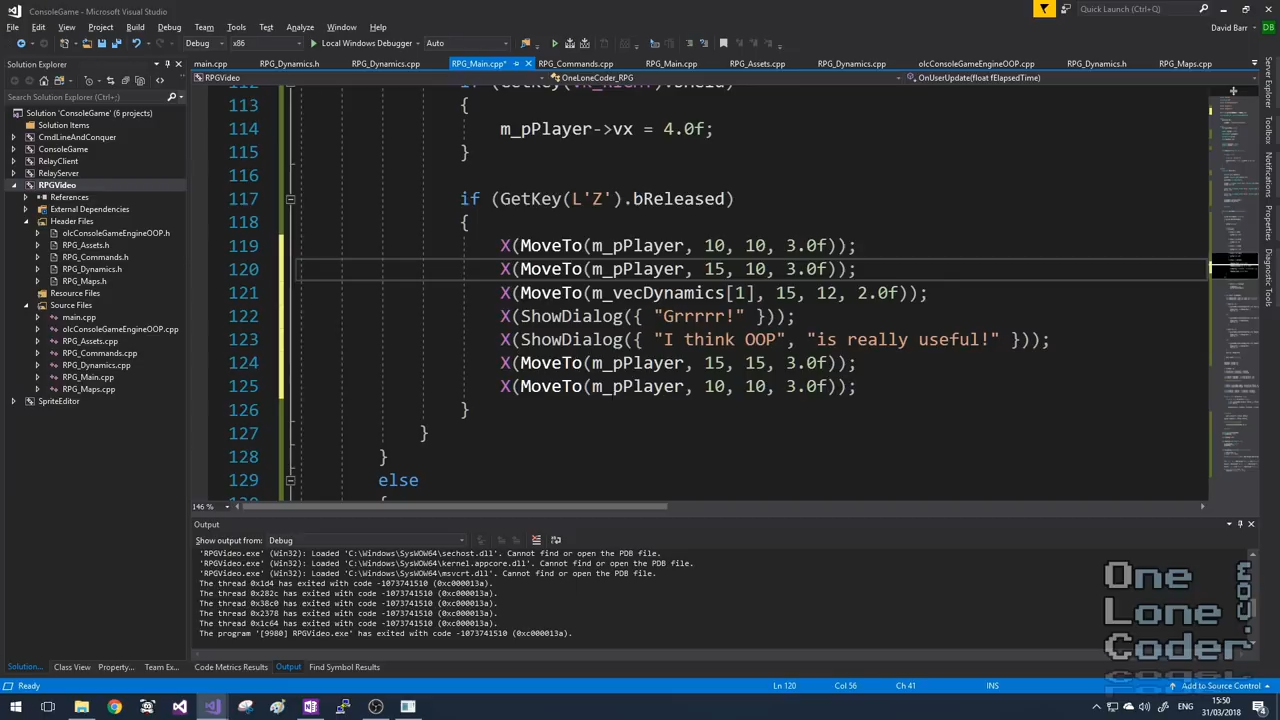 ConsoleGame
Quick Launch (Ctrl+Q)
File Edit View Project Build Debug Team Tools Test Analyze Window Help
David Barr DB
Debug x86 Local Windows Debugger Auto
Solution Explorer
main.cpp RPG_Dynamics.h RPG_Dynamics.cpp RPG_Main.cpp* RPG_Commands.cpp RPG_Main.cpp RPG_Assets.cpp RPG_Dynamics.cpp olcConsoleGameEngineOOP.cpp RPG_Dynamics.h RPG_Maps.cpp
RPGVideo OneLoneCoder_RPG OnUserUpdate(float fElapsedTime)
Search Solution Explorer (Ctrl+;)
Solution 'ConsoleGame' (6 projects)
Solution Items
CmdLineAndConquer
ConsoleGame
RelayClient
RelayServer
RPGVideo
References
External Dependencies
Header Files
olcConsoleGameEngineOOP.h
RPG_Assets.h
RPG_Commands.h
RPG_Dynamics.h
RPG_Maps.h
Resource Files
Source Files
main.cpp
olcConsoleGameEngineOOP.cpp
RPG_Assets.cpp
RPG_Commands.cpp
RPG_Dynamics.cpp
RPG_Main.cpp
RPG_Maps.cpp
SpriteEditor
113 {
114 m_pPlayer->vx = 4.0f;
115 }
116
117 if (GetKey(L'Z').bReleased)
118 {
119 X(MoveTo(m_pPlayer, 10, 10, 3.0f));
120 X(MoveTo(m_pPlayer, 15, 10, 3.0f));
121 X(MoveTo(m_vecDynamics[1], 15, 12, 2.0f));
122 X(ShowDialog({ "Grrrrr!" }));
123 X(ShowDialog({ "I think OOP", "is really useful!" }));
124 X(MoveTo(m_pPlayer, 15, 15, 3.0f));
125 X(MoveTo(m_pPlayer, 10, 10, 3.0f));
126 }
127 }
128 }
129 else
146 %
Server Explorer
Toolbox
Notifications
Properties
Diagnostic Tools
Output
Show output from: Debug
'RPGVideo.exe' (Win32): Loaded 'C:\Windows\SysWOW64\sechost.dll'. Cannot find or open the PDB file.
'RPGVideo.exe' (Win32): Loaded 'C:\Windows\SysWOW64\kernel.appcore.dll'. Cannot find or open the PDB file.
'RPGVideo.exe' (Win32): Loaded 'C:\Windows\SysWOW64\msvcrt.dll'. Cannot find or open the PDB file.
The thread 0x1d4 has exited with code -1073741510 (0xc000013a).
The thread 0x282c has exited with code -1073741510 (0xc000013a).
The thread 0x38c0 has exited with code -1073741510 (0xc000013a).
The thread 0x2378 has exited with code -1073741510 (0xc000013a).
The thread 0x1c64 has exited with code -1073741510 (0xc000013a).
The program '[9980] RPGVideo.exe' has exited with code -1073741510 (0xc000013a).
One
Lone
Coder
.com
Solution... Class View Property... Team Ex... Code Metrics Results Output Find Symbol Results
Ready Ln 120 Col 56 Ch 41 INS Add to Source Control
15:50
31/03/2018